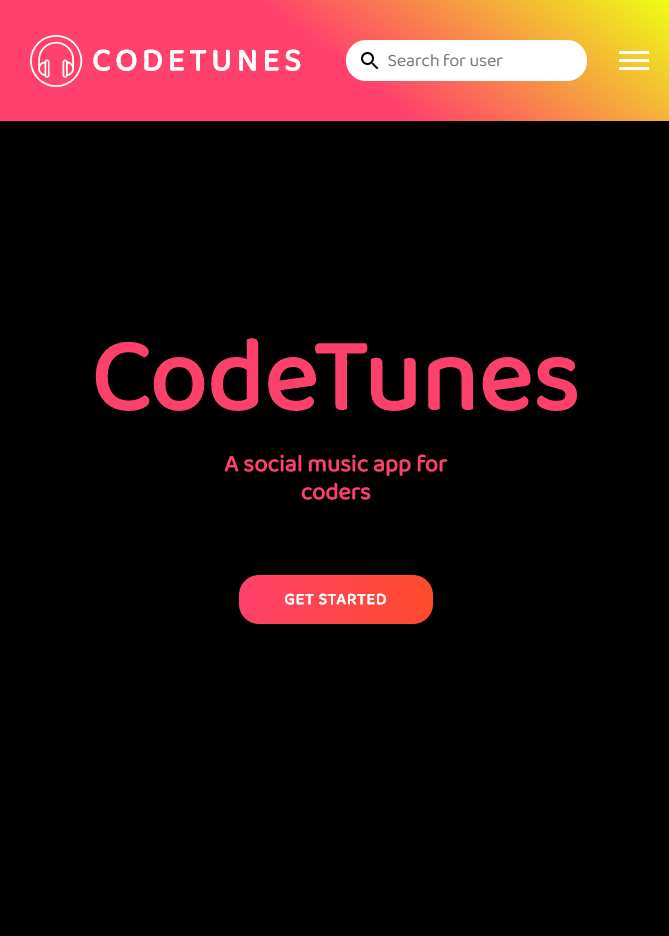 CODETUNES
Search for user
CodeTunes
A social music app for
coders
GET STARTED